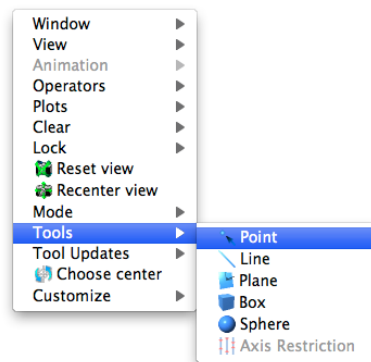 Window
View
Animation
Operators
Plots
Clear
Lock
Reset view
Recenter view
Mode
Tools
Tool Updates
Choose center
Customize
Point
Line
Plane
Box
Sphere
Axis Restriction